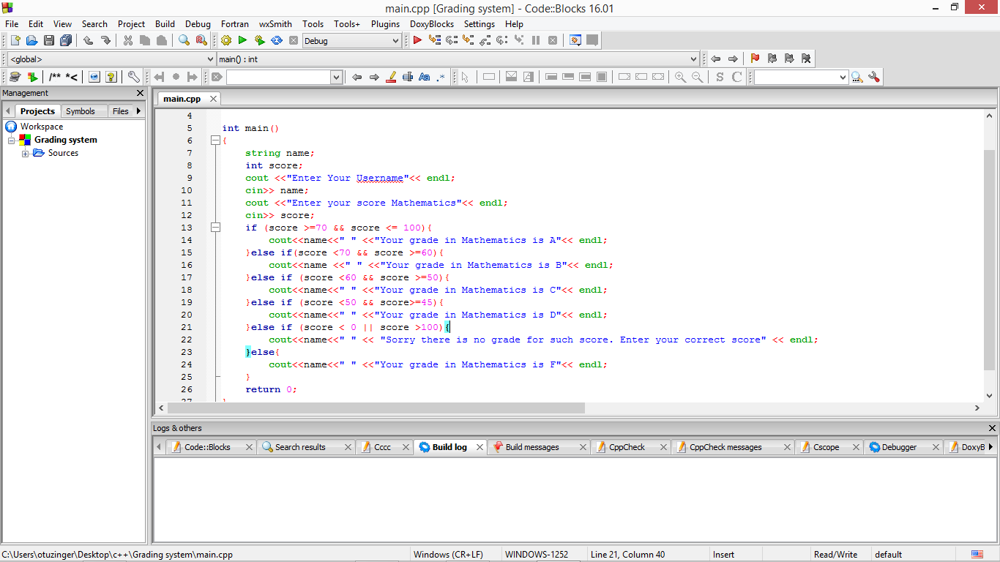 main.cpp [Grading system] - Code::Blocks 16.01
File Edit View Search Project Build Debug Fortran wxSmith Tools Tools+ Plugins DoxyBlocks Settings Help
Debug
<global> main() : int
/** *< Aa .* S C
Management
Projects Symbols Files
Workspace
Grading system
Sources
main.cpp
4
5 int main()
6 {
7 string name;
8 int score;
9 cout <<"Enter Your Username"<< endl;
10 cin>> name;
11 cout <<"Enter your score Mathematics"<< endl;
12 cin>> score;
13 if (score >=70 && score <= 100){
14 cout<<name<<" " <<"Your grade in Mathematics is A"<< endl;
15 }else if(score <70 && score >=60){
16 cout<<name <<" " <<"Your grade in Mathematics is B"<< endl;
17 }else if (score <60 && score >=50){
18 cout<<name<<" " <<"Your grade in Mathematics is C"<< endl;
19 }else if (score <50 && score>=45){
20 cout<<name<<" " <<"Your grade in Mathematics is D"<< endl;
21 }else if (score < 0 || score >100){
22 cout<<name<<" " << "Sorry there is no grade for such score. Enter your correct score" << endl;
23 }else{
24 cout<<name<<" " <<"Your grade in Mathematics is F"<< endl;
25 }
26 return 0;
27 }
Logs & others
Code::Blocks Search results Cccc Build log Build messages CppCheck CppCheck messages Cscope Debugger DoxyB
C:\Users\otuzinger\Desktop\c++\Grading system\main.cpp Windows (CR+LF) WINDOWS-1252 Line 21, Column 40 Insert Read/Write default